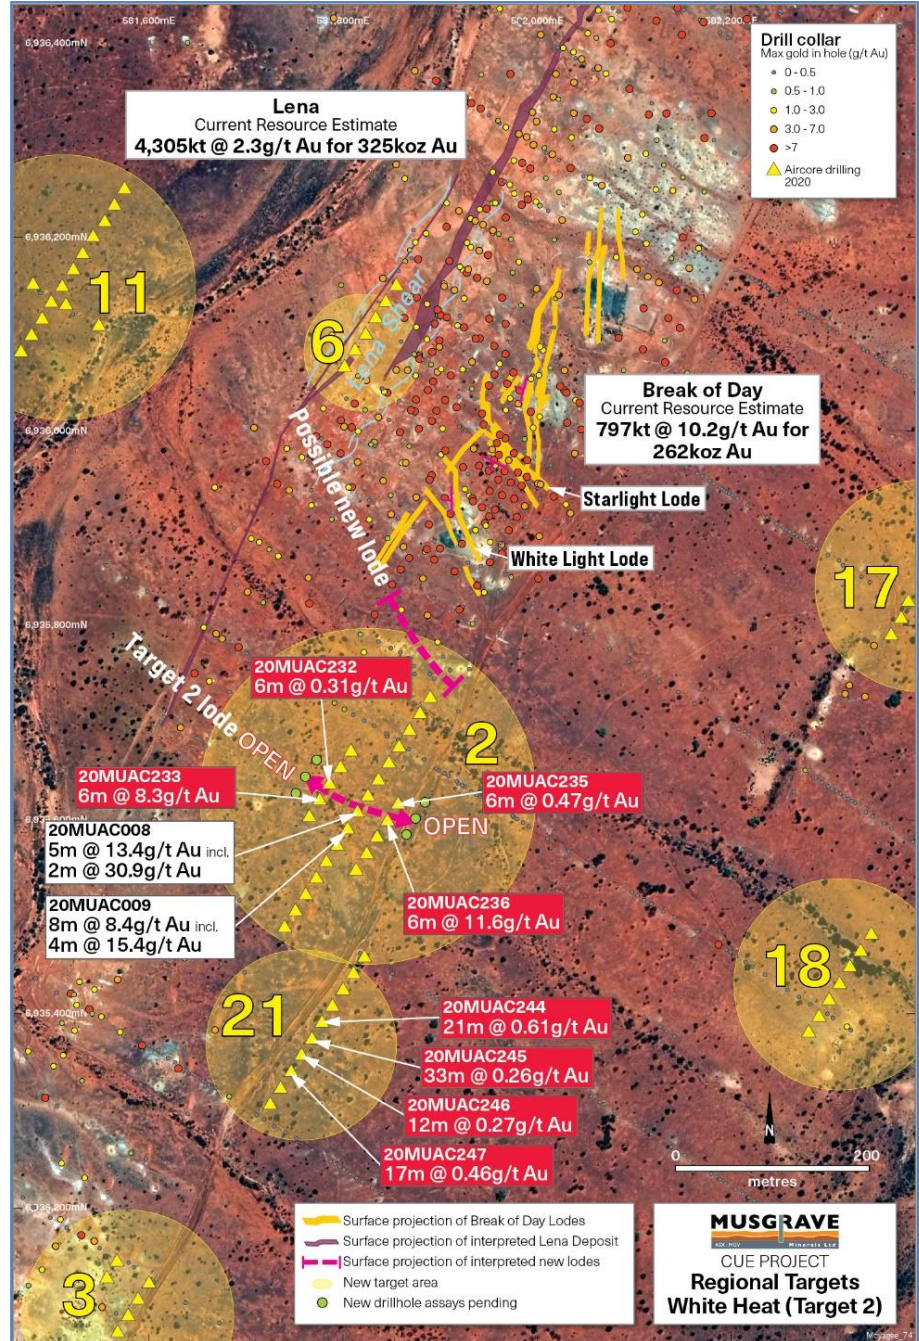 581,600mE
581,800mE
582,000mE
582,200mE
6,936,400mN
Drill collar
Max gold in hole (g/t Au)
0 - 0.5
0.5 - 1.0
1.0 - 3.0
3.0 - 7.0
>7
Aircore drilling
2020
Lena
Current Resource Estimate
4,305kt @ 2.3g/t Au for 325koz Au
6,936,200mN
11
6
Lena Shear
Break of Day
Current Resource Estimate
797kt @ 10.2g/t Au for
262koz Au
6,936,000mN
Possible new lode
Starlight Lode
White Light Lode
17
6,935,800mN
Target 2 lode
OPEN
20MUAC232
6m @ 0.31g/t Au
2
20MUAC233
6m @ 8.3g/t Au
20MUAC235
6m @ 0.47g/t Au
OPEN
20MUAC008
5m @ 13.4g/t Au incl.
2m @ 30.9g/t Au
20MUAC009
8m @ 8.4g/t Au incl.
4m @ 15.4g/t Au
20MUAC236
6m @ 11.6g/t Au
18
21
6,935,400mN
20MUAC244
21m @ 0.61g/t Au
20MUAC245
33m @ 0.26g/t Au
20MUAC246
12m @ 0.27g/t Au
20MUAC247
17m @ 0.46g/t Au
N
0
200
metres
6,935,200mN
3
Surface projection of Break of Day Lodes
Surface projection of interpreted Lena Deposit
Surface projection of interpreted new lodes
New target area
New drillhole assays pending
MUSGRAVE
ASX : MGV
Minerals Ltd
CUE PROJECT
Regional Targets
White Heat (Target 2)